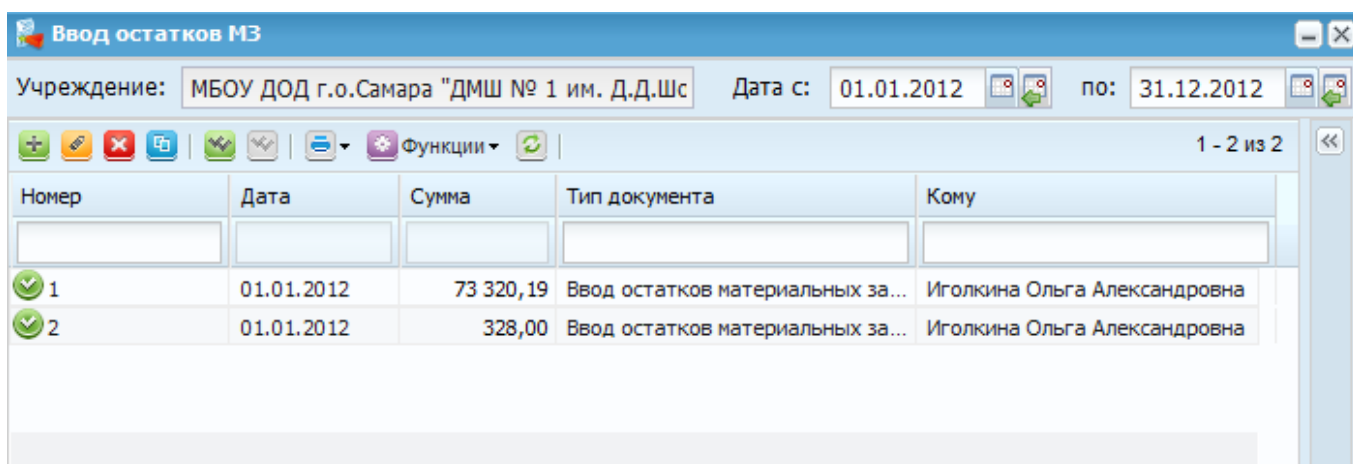 Ввод остатков МЗ
Учреждение: МБОУ ДОД г.о.Самара "ДМШ № 1 им. Д.Д.Шо Дата с: 01.01.2012 по: 31.12.2012
Функции 1 - 2 из 2
Номер Дата Сумма Тип документа Кому
1 01.01.2012 73 320,19 Ввод остатков материальных за... Иголкина Ольга Александровна
2 01.01.2012 328,00 Ввод остатков материальных за... Иголкина Ольга Александровна